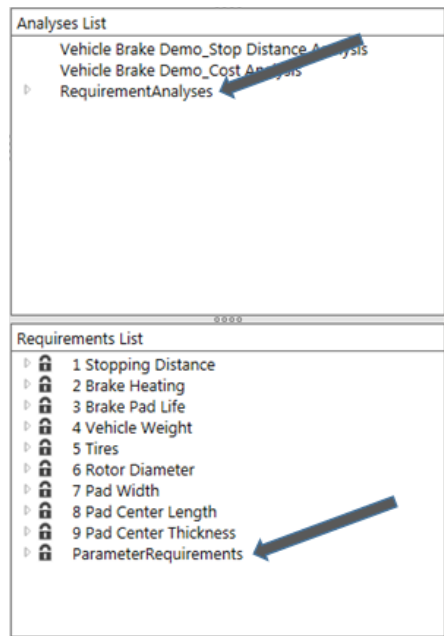 Analyses List
Vehicle Brake Demo_Stop Distance Analysis
Vehicle Brake Demo_Cost Analysis
RequirementAnalyses
Requirements List
1 Stopping Distance
2 Brake Heating
3 Brake Pad Life
4 Vehicle Weight
5 Tires
6 Rotor Diameter
7 Pad Width
8 Pad Center Length
9 Pad Center Thickness
ParameterRequirements